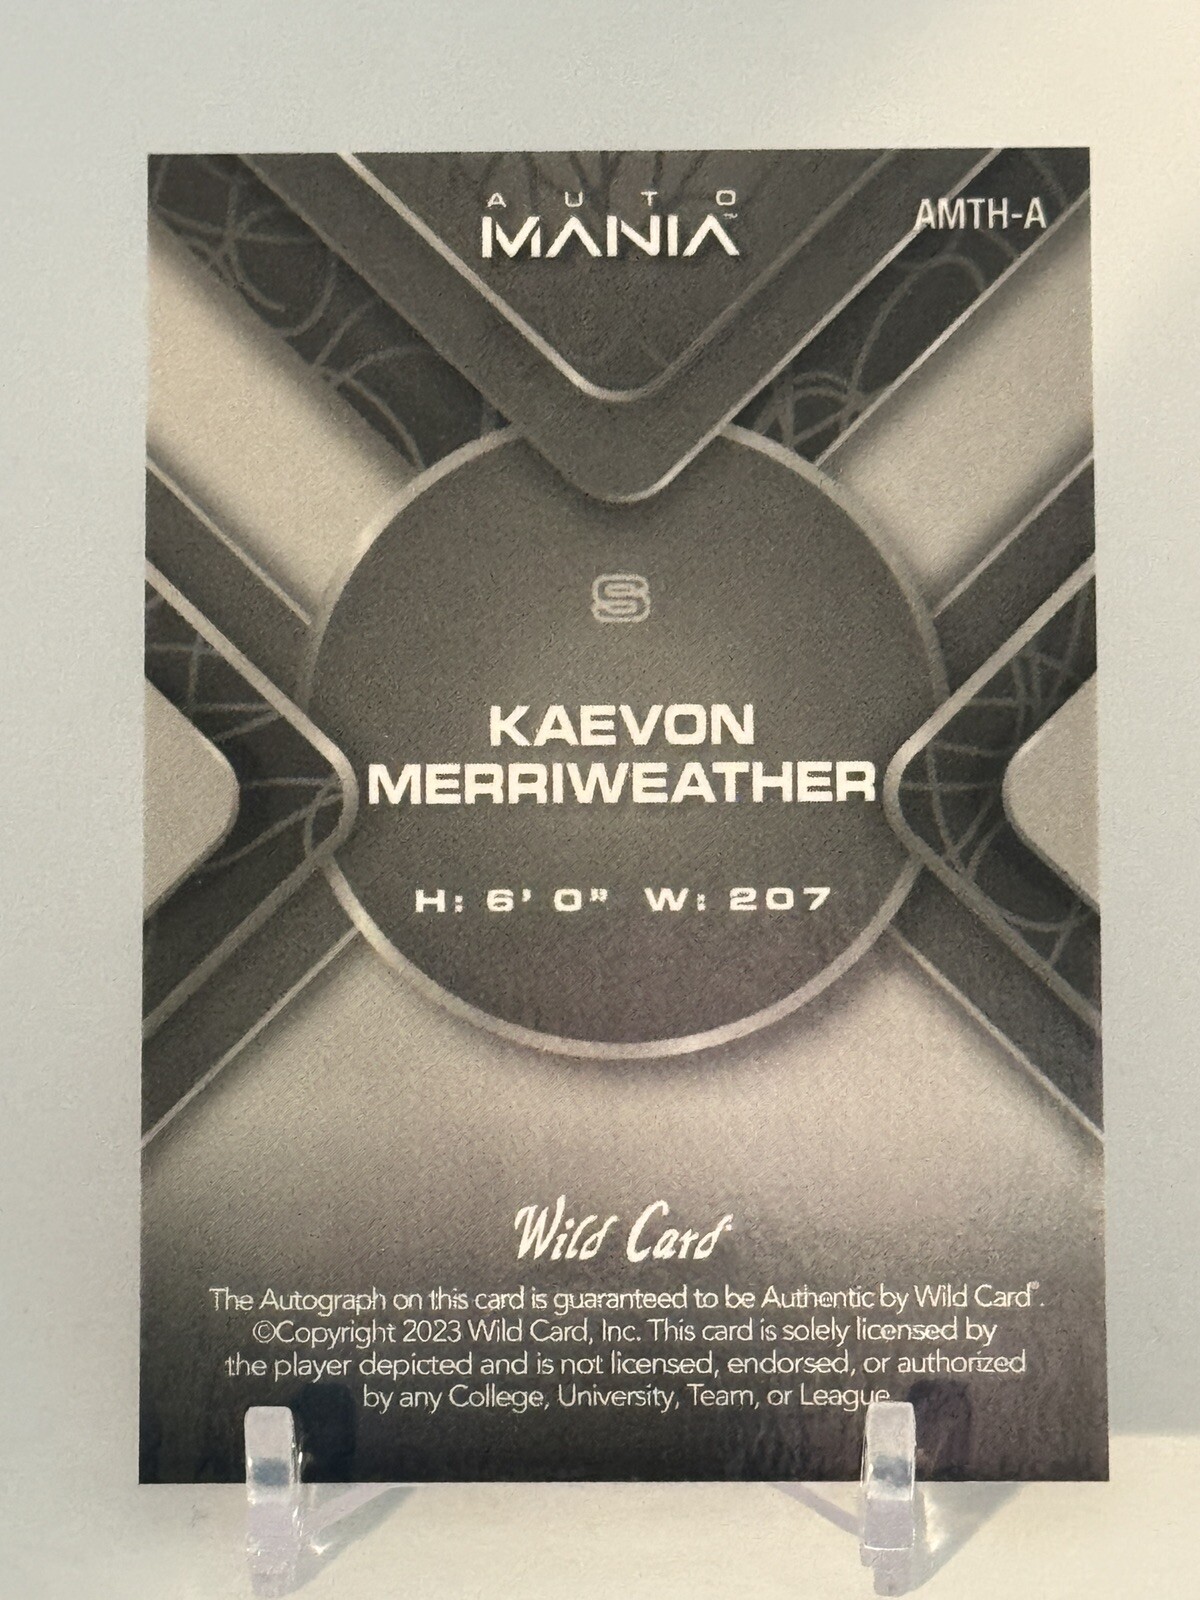 AUTO
MANIA™
AMTH-A
S
KAEVON
MERRIWEATHER
H: 6' 0" W: 207
Wild Card
The Autograph on this card is guaranteed to be Authentic by Wild Card®.
©Copyright 2023 Wild Card, Inc. This card is solely licensed by
the player depicted and is not licensed, endorsed, or authorized
by any College, University, Team, or League